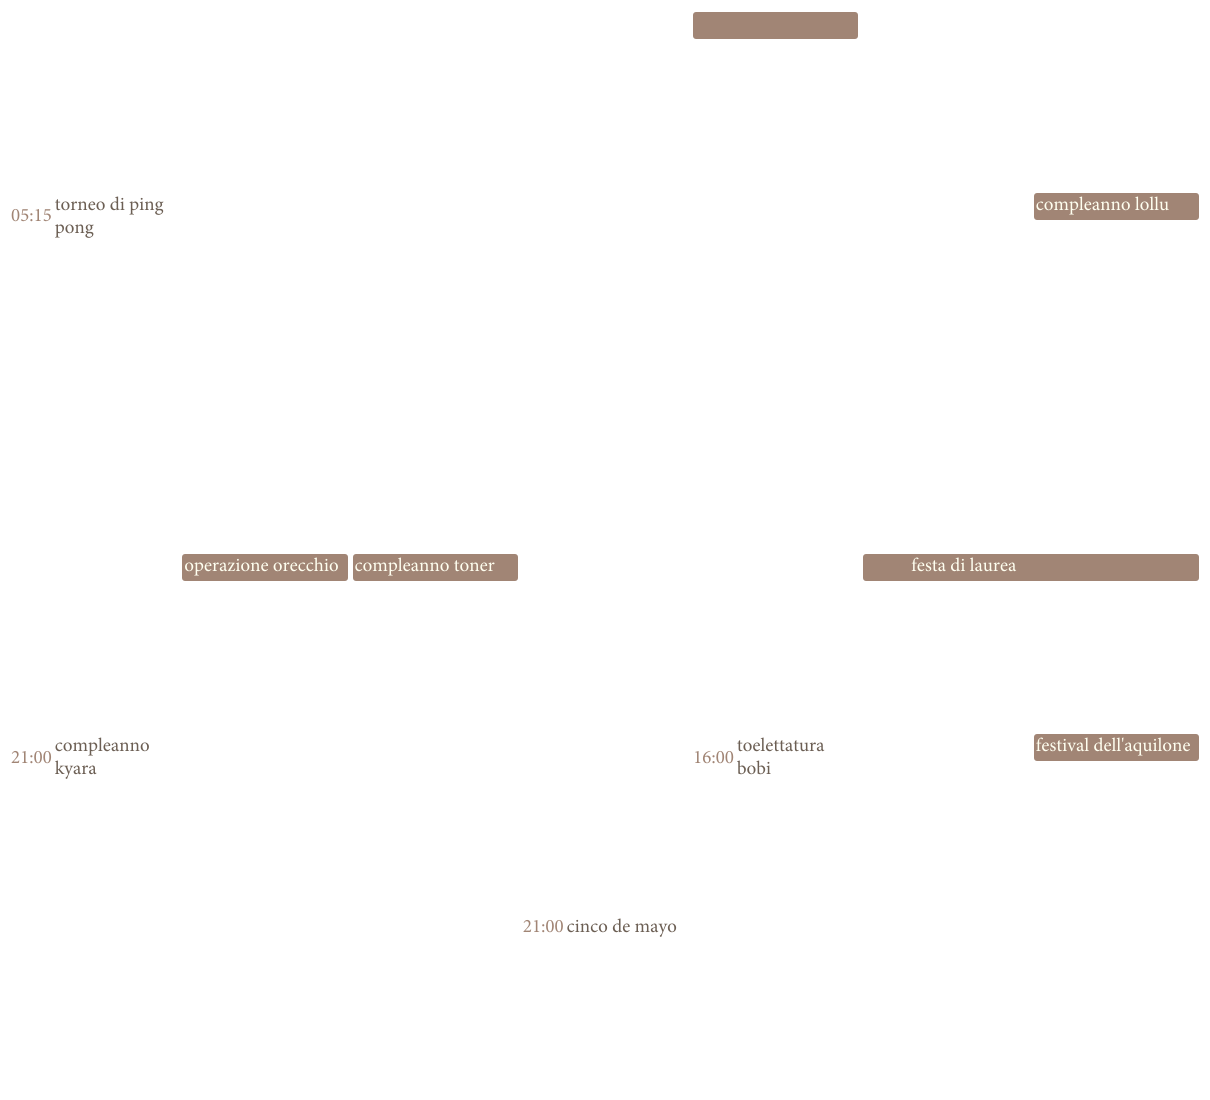 05:15 torneo di ping
pong
compleanno lollu
operazione orecchio
compleanno toner
festa di laurea
21:00 compleanno
kyara
16:00 toelettatura
bobi
festival dell'aquilone
21:00 cinco de mayo